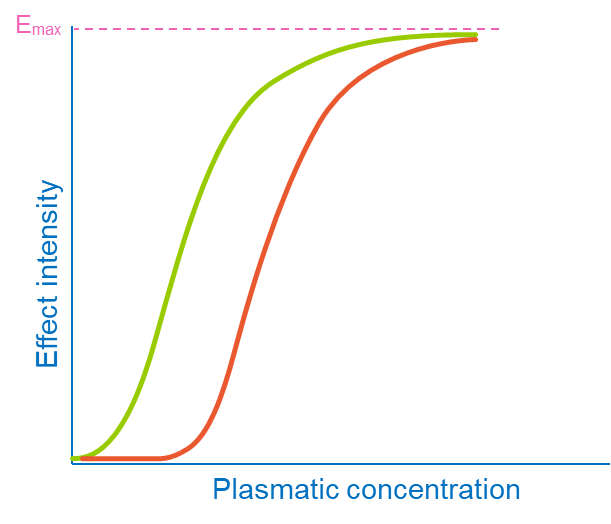 Emax
Effect intensity
Plasmatic concentration